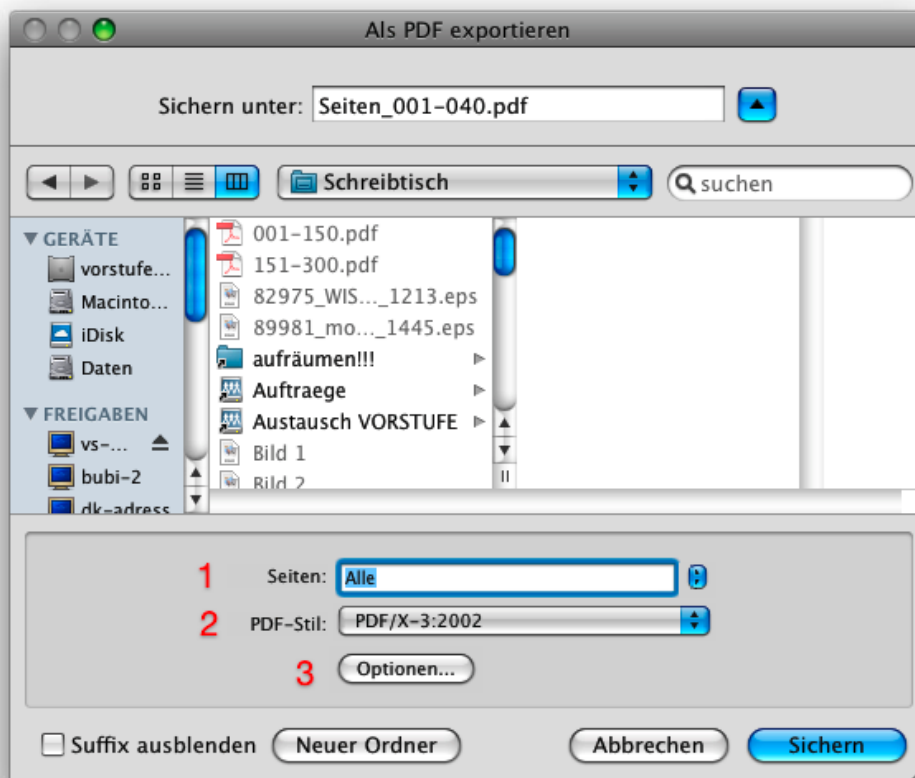 Als PDF exportieren
Sichern unter: Seiten_001-040.pdf
Schreibtisch
suchen
GERÄTE
vorstufe...
Macinto...
iDisk
Daten
FREIGABEN
vs-...
bubi-2
dk-adress
001-150.pdf
151-300.pdf
82975_WIS..._1213.eps
89981_mo..._1445.eps
aufräumen!!!
Auftraege
Austausch VORSTUFE
Bild 1
Bild 2
1 Seiten: Alle
2 PDF-Stil: PDF/X-3:2002
3 Optionen...
Suffix ausblenden Neuer Ordner Abbrechen Sichern